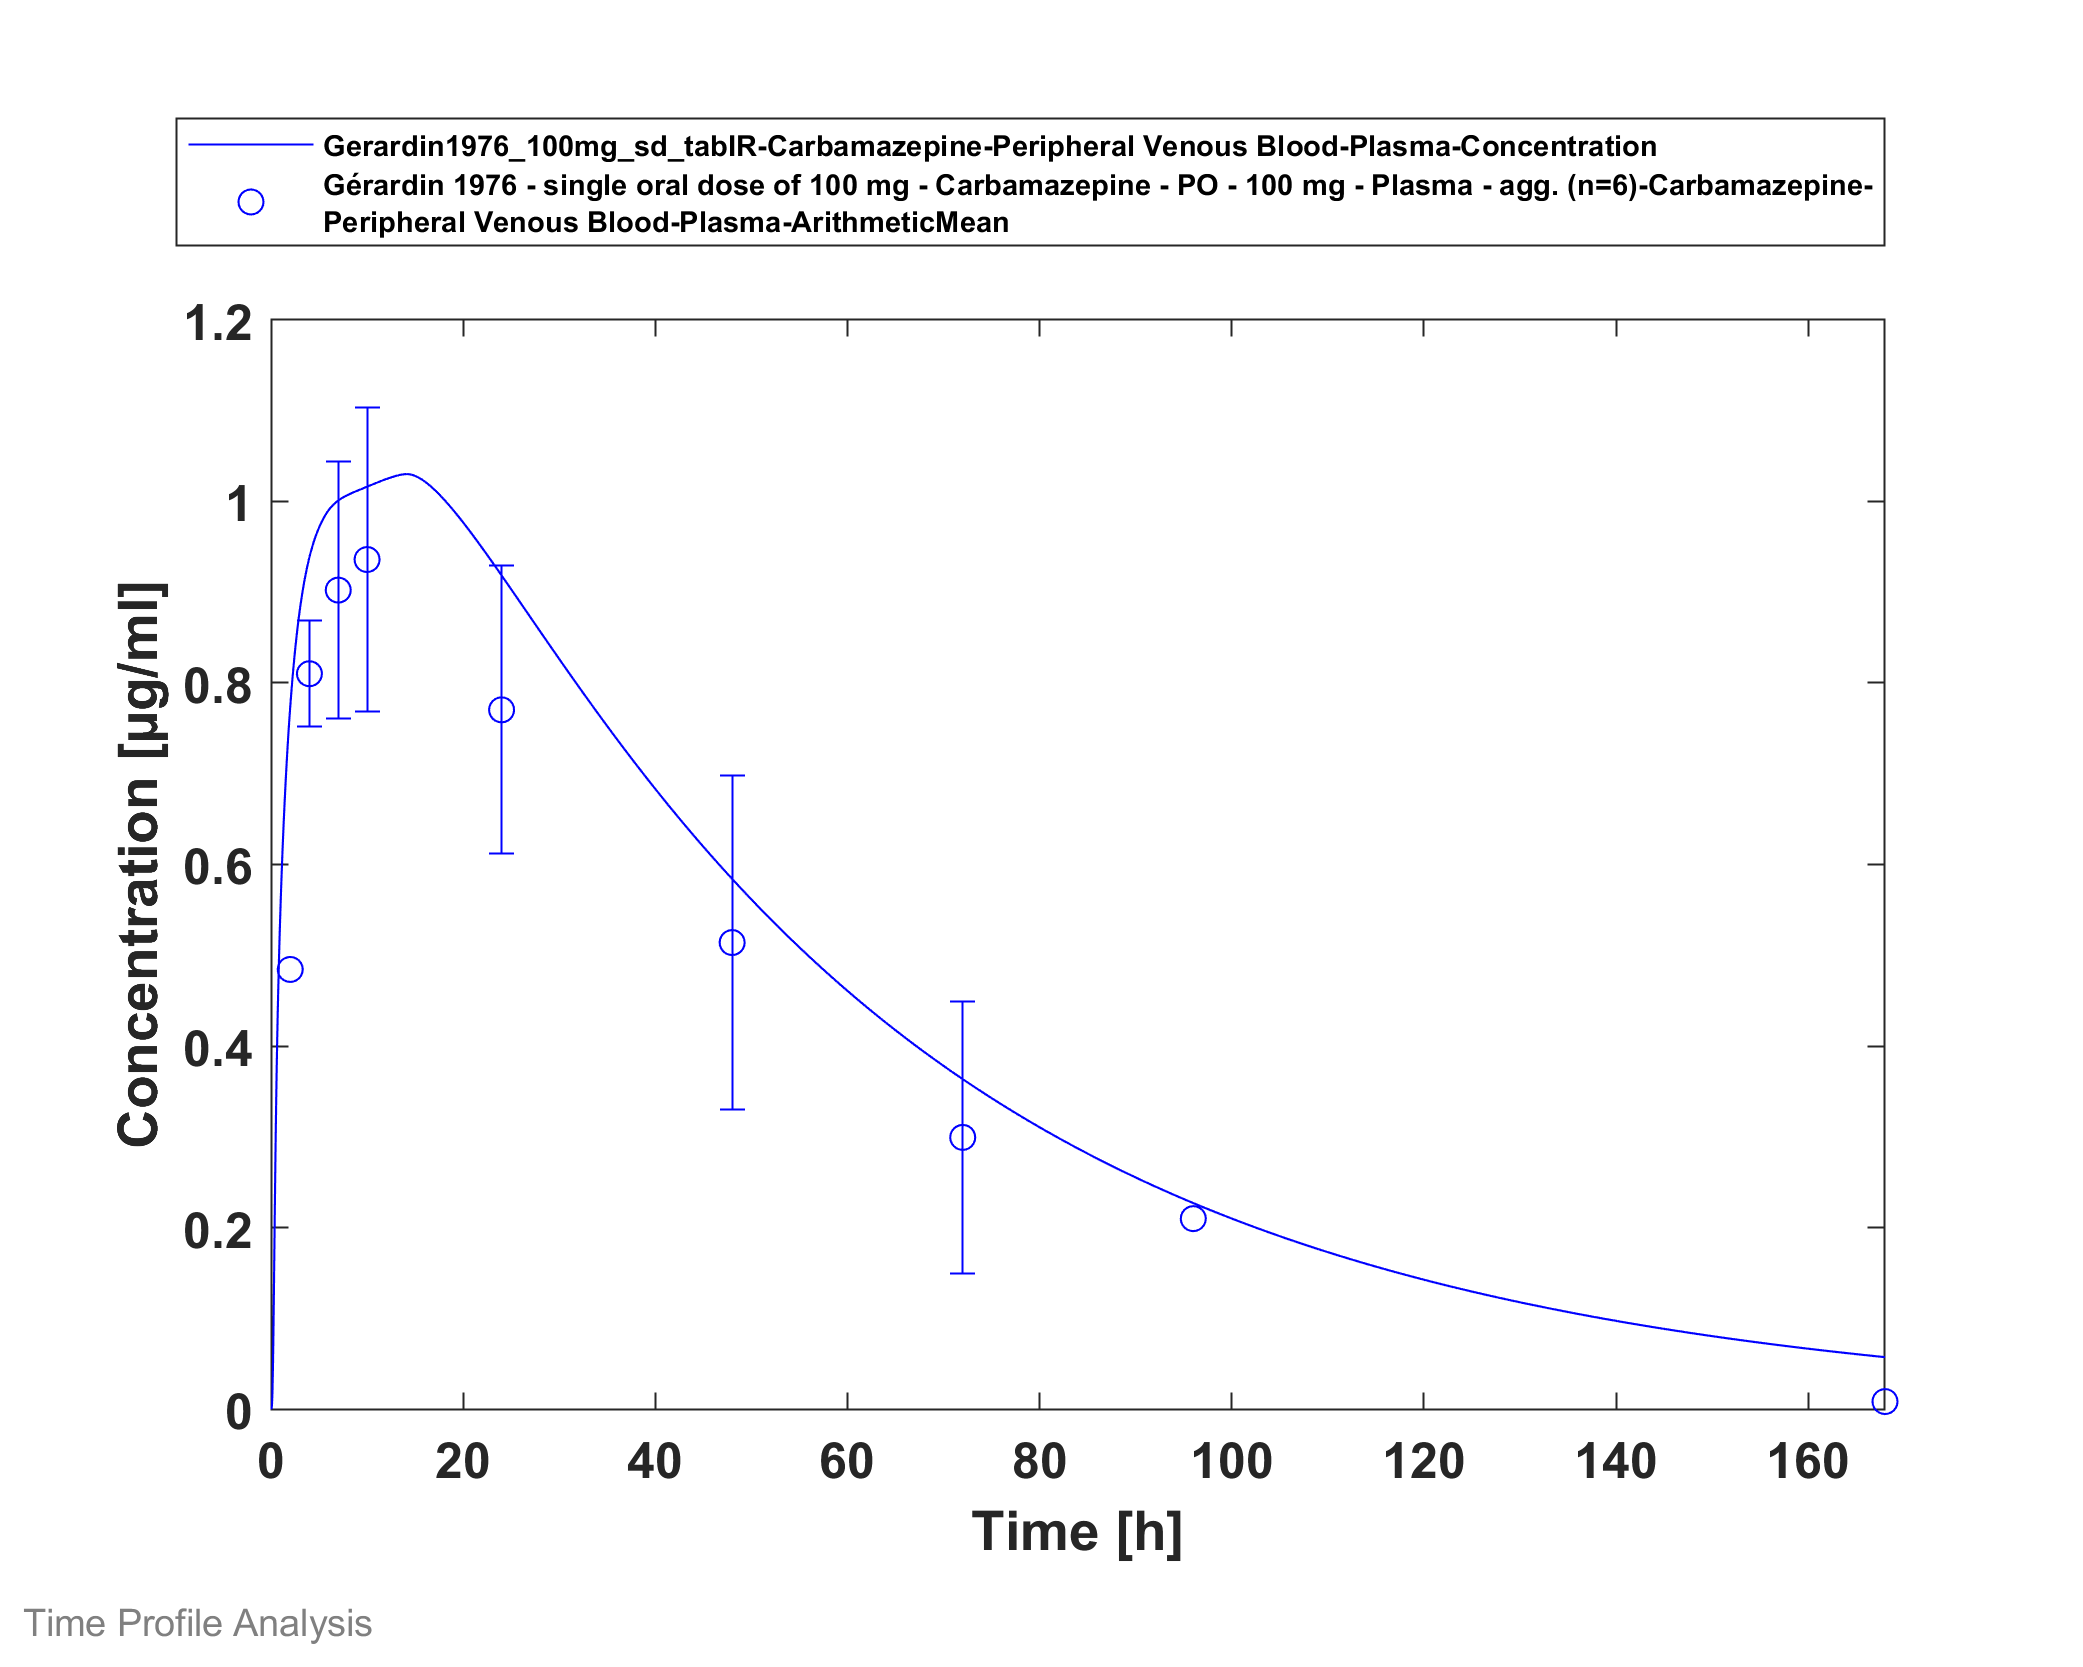 Gerardin1976_100mg_sd_tabIR-Carbamazepine-Peripheral Venous Blood-Plasma-Concentration
Gérardin 1976 - single oral dose of 100 mg - Carbamazepine - PO - 100 mg - Plasma - agg. (n=6)-Carbamazepine-
Peripheral Venous Blood-Plasma-ArithmeticMean
1.2
1
0.8
0.6
0.4
0.2
0
Concentration [µg/ml]
0 20 40 60 80 100 120 140 160
Time [h]
Time Profile Analysis